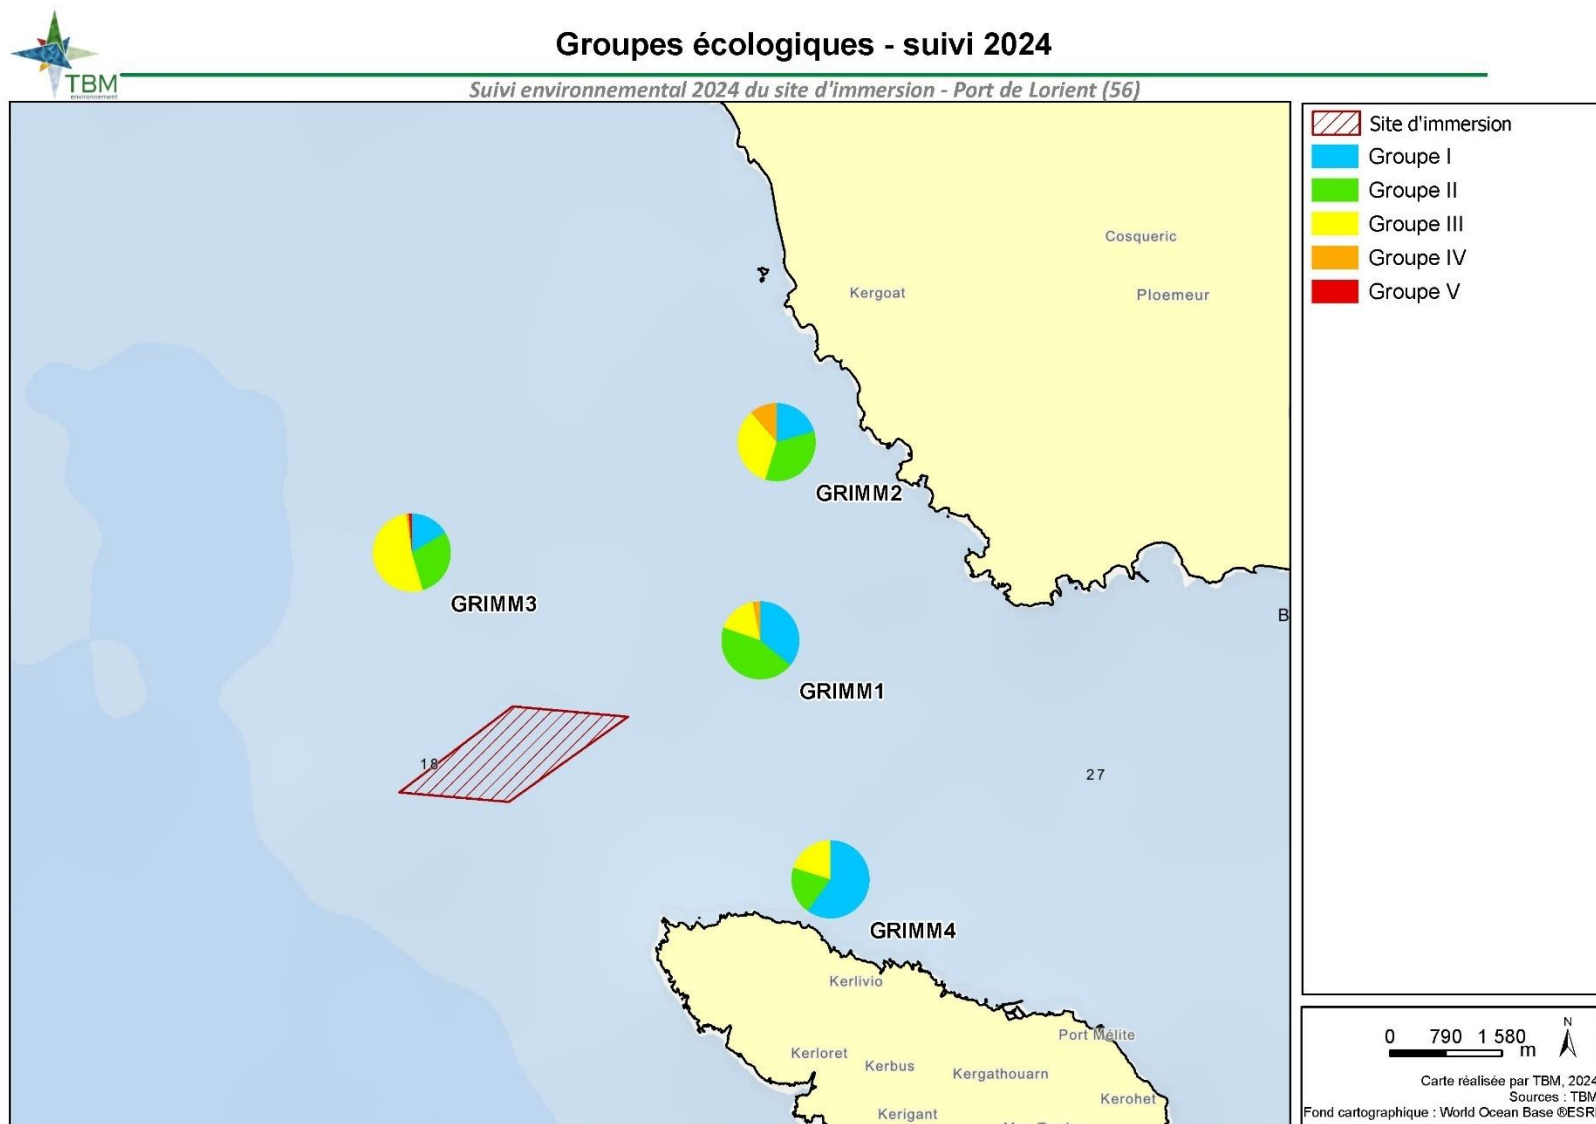 Groupes écologiques - suivi 2024
TBM
environnement
Suivi environnemental 2024 du site d'immersion - Port de Lorient (56)
Site d'immersion
Groupe I
Groupe II
Groupe III
Groupe IV
Groupe V
Cosqueric
Kergoat
Ploemeur
GRIMM2
GRIMM3
B
GRIMM1
18
27
GRIMM4
Kerlivio
Port Mélite
Kerloret
Kerbus
Kergathouarn
Kerohet
Kerigant
0 790 1 580
m
N
Carte réalisée par TBM, 2024
Sources : TBM
Fond cartographique : World Ocean Base ®ESRI